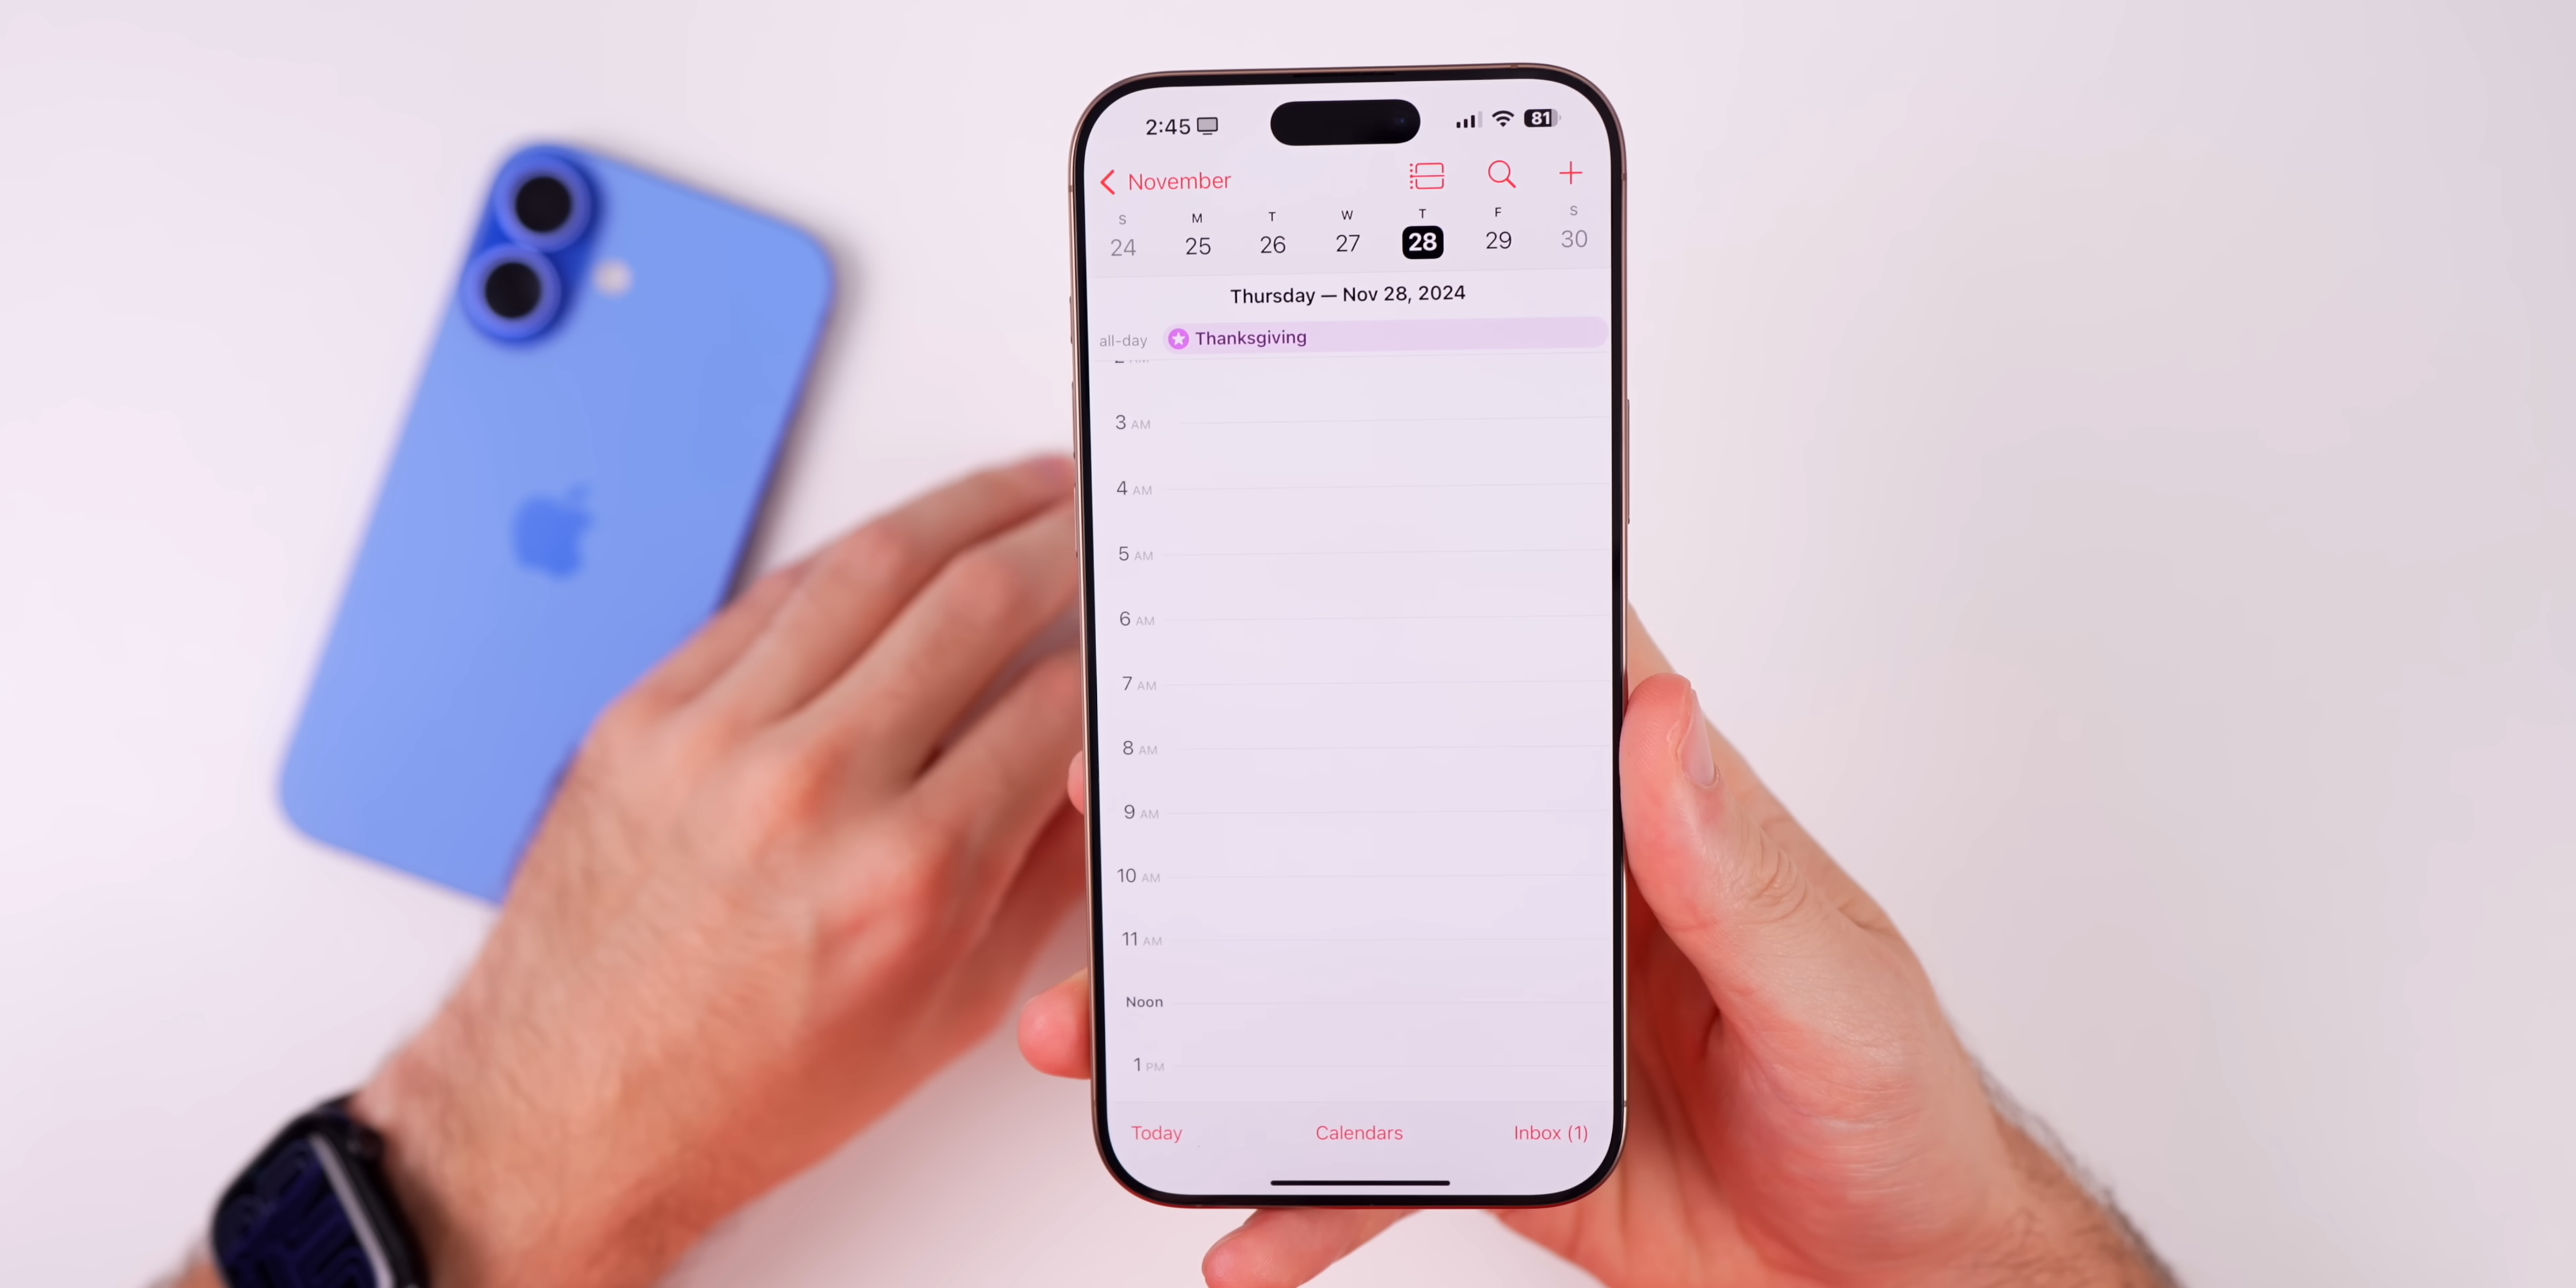 2:45 81
November
S M T W T F S
24 25 26 27 28 29 30
Thursday — Nov 28, 2024
all-day Thanksgiving
3 AM
4 AM
5 AM
6 AM
7 AM
8 AM
9 AM
10 AM
11 AM
Noon
1 PM
Today Calendars Inbox (1)